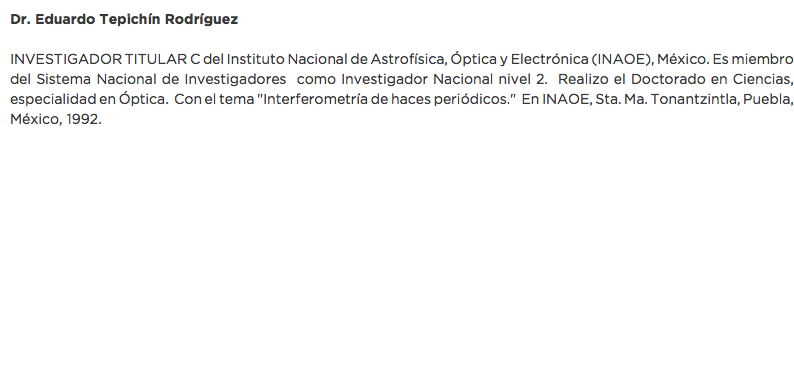 Dr. Eduardo Tepichín Rodríguez
INVESTIGADOR TITULAR C del Instituto Nacional de Astrofísica, Óptica y Electrónica (INAOE), México. Es miembro
del Sistema Nacional de Investigadores  como Investigador Nacional nivel 2.  Realizo el Doctorado en Ciencias,
especialidad en Óptica.  Con el tema "Interferometría de haces periódicos."  En INAOE, Sta. Ma. Tonantzintla, Puebla,
México, 1992.